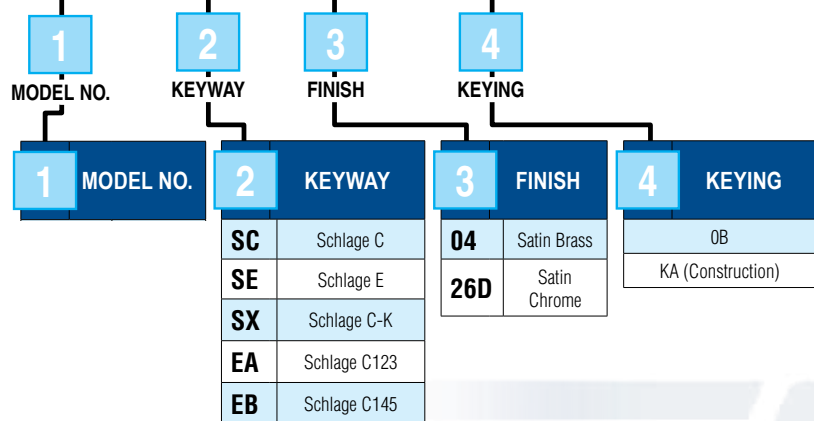 1 2 3 4
MODEL NO. KEYWAY FINISH KEYING
1 MODEL NO. 2 KEYWAY 3 FINISH 4 KEYING
SC Schlage C 04 Satin Brass 0B
SE Schlage E 26D Satin KA (Construction)
Chrome
SX Schlage C-K
EA Schlage C123
EB Schlage C145